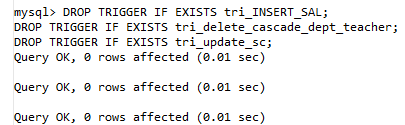 mysql> DROP TRIGGER IF EXISTS tri_INSERT_SAL;
DROP TRIGGER IF EXISTS tri_delete_cascade_dept_teacher;
DROP TRIGGER IF EXISTS tri_update_sc;
Query OK, 0 rows affected (0.01 sec)

Query OK, 0 rows affected (0.01 sec)

Query OK, 0 rows affected (0.01 sec)